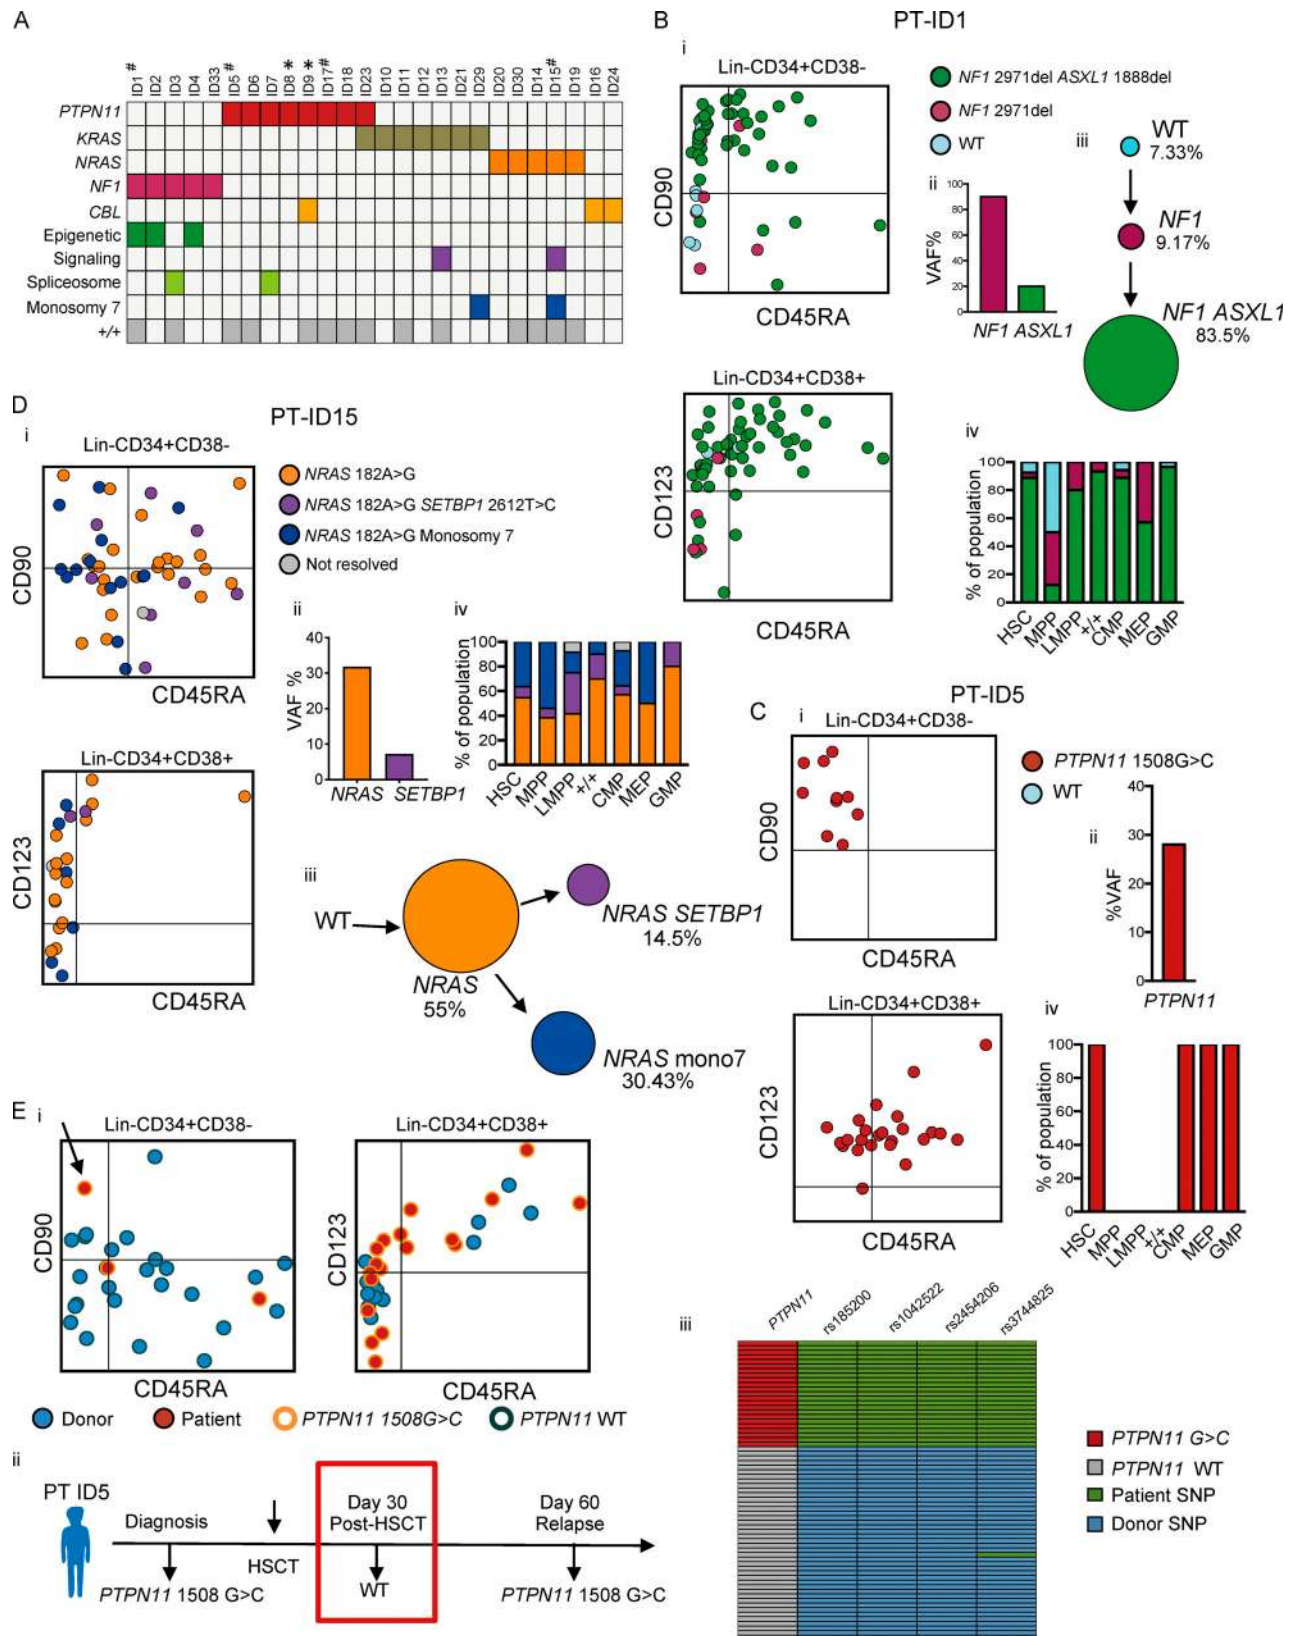 A
# ID1
ID2
ID3
ID4
ID33
# ID5
ID6
ID7
* ID8
* ID9
# ID17
ID18
ID23
ID10
ID11
ID12
ID13
ID21
ID29
ID20
ID30
ID14
# ID15
ID19
ID16
ID24
PTPN11
KRAS
NRAS
NF1
CBL
Epigenetic
Signaling
Spliceosome
Monosomy 7
+/+
B
PT-ID1
i
Lin-CD34+CD38-
CD90
CD45RA
NF1 2971del ASXL1 1888del
NF1 2971del
WT
ii
VAF%
100
80
60
40
20
0
NF1 ASXL1
iii
WT
7.33%
NF1
9.17%
NF1 ASXL1
83.5%
Lin-CD34+CD38+
CD123
CD45RA
iv
% of population
100
80
60
40
20
0
HSC
MPP
LMPP
+/+
CMP
MEP
GMP
D
PT-ID15
i
Lin-CD34+CD38-
CD90
CD45RA
NRAS 182A>G
NRAS 182A>G SETBP1 2612T>C
NRAS 182A>G Monosomy 7
Not resolved
ii
VAF %
40
30
20
10
0
NRAS SETBP1
iv
% of population
100
80
60
40
20
0
HSC
MPP
LMPP
+/+
CMP
MEP
GMP
Lin-CD34+CD38+
CD123
CD45RA
iii
WT
NRAS
55%
NRAS SETBP1
14.5%
NRAS mono7
30.43%
C
PT-ID5
i
Lin-CD34+CD38-
CD90
CD45RA
PTPN11 1508G>C
WT
ii
%VAF
40
30
20
10
0
PTPN11
Lin-CD34+CD38+
CD123
CD45RA
iv
% of population
100
80
60
40
20
0
HSC
MPP
LMPP
+/+
CMP
MEP
GMP
E
i
Lin-CD34+CD38-
CD90
CD45RA
Lin-CD34+CD38+
CD123
CD45RA
Donor
Patient
PTPN11 1508G>C
PTPN11 WT
ii
PT ID5
Diagnosis
PTPN11 1508 G>C
HSCT
Day 30
Post-HSCT
WT
Day 60
Relapse
PTPN11 1508 G>C
iii
PTPN11
rs185200
rs1042522
rs2454206
rs3744825
PTPN11 G>C
PTPN11 WT
Patient SNP
Donor SNP